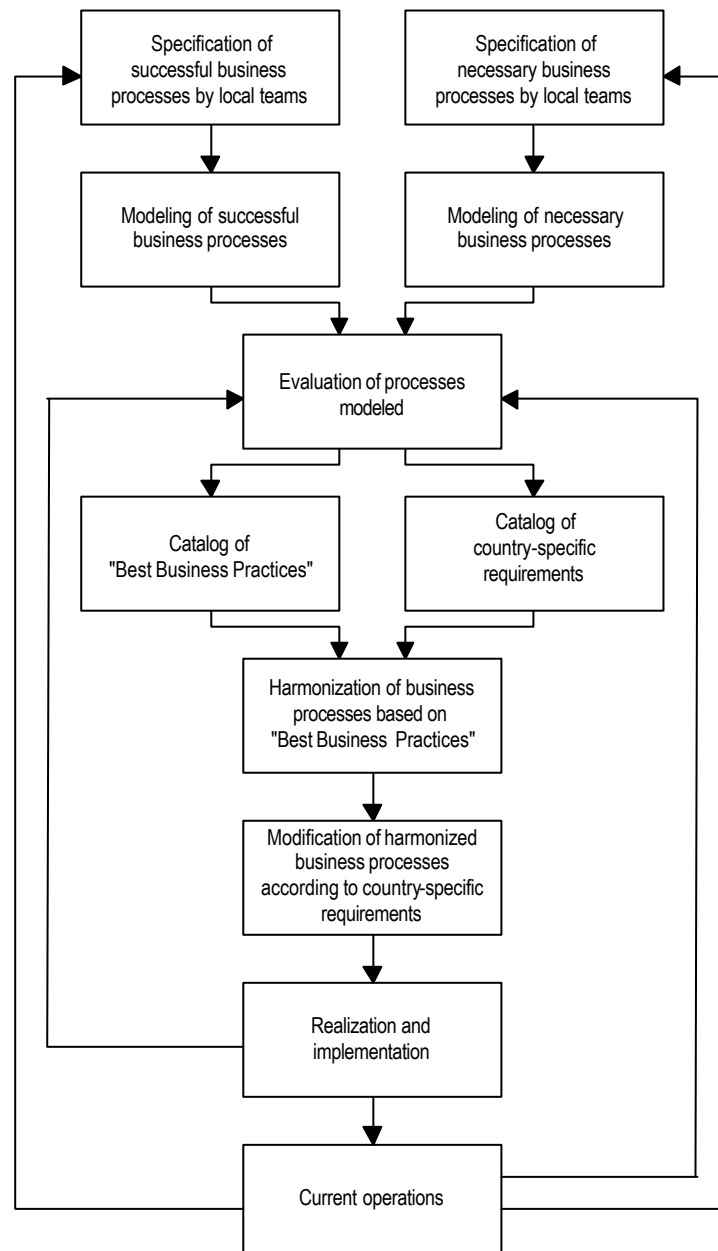 Specification of
successful business
processes by local teams
Specification of
necessary business
processes by local teams
Modeling of successful
business processes
Modeling of necessary
business processes
Evaluation of processes
modeled
Catalog of
"Best Business Practices"
Catalog of
country-specific
requirements
Harmonization of business
processes based on
"Best Business Practices"
Modification of harmonized
business processes
according to country-specific
requirements
Realization and
implementation
Current operations